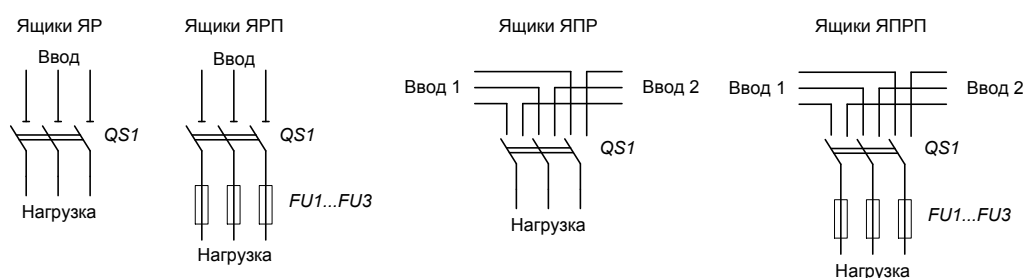 Ящики ЯР
Ввод
QS1
Нагрузка
Ящики ЯРП
Ввод
QS1
FU1...FU3
Нагрузка
Ящики ЯПР
Ввод 1
Ввод 2
QS1
Нагрузка
Ящики ЯПРП
Ввод 1
Ввод 2
QS1
FU1...FU3
Нагрузка